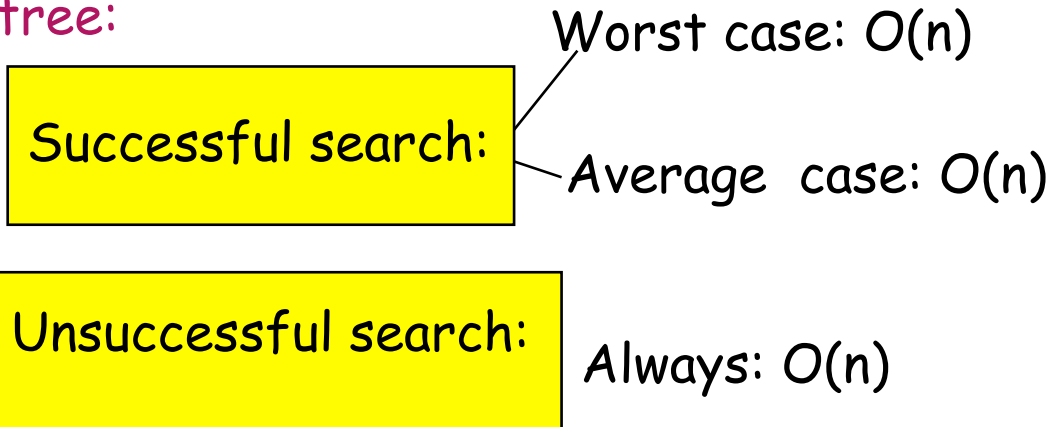 tree:
Worst case: O(n)
Successful search:
Average case: O(n)
Unsuccessful search:
Always: O(n)